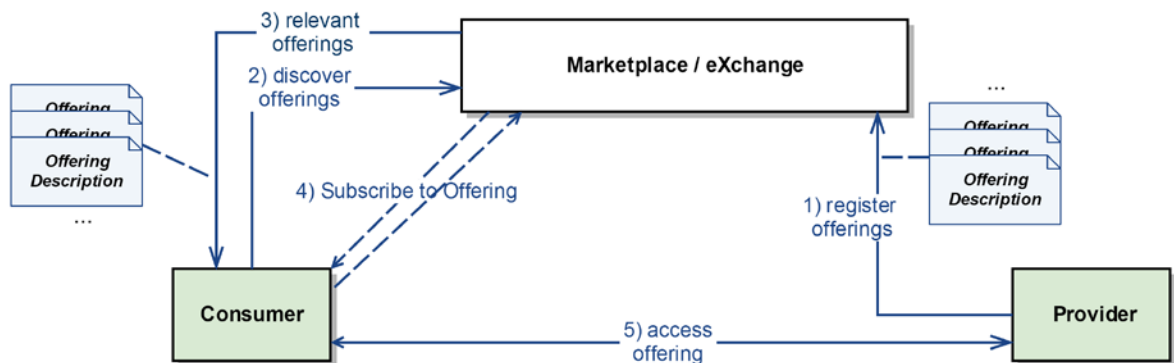 3) relevant
offerings
Marketplace / eXchange
2) discover
offerings
Offering
Offering
Offering
Description
...
...
Offering
Offering
Offering
Description
4) Subscribe to Offering
1) register
offerings
Consumer
Provider
5) access
offering